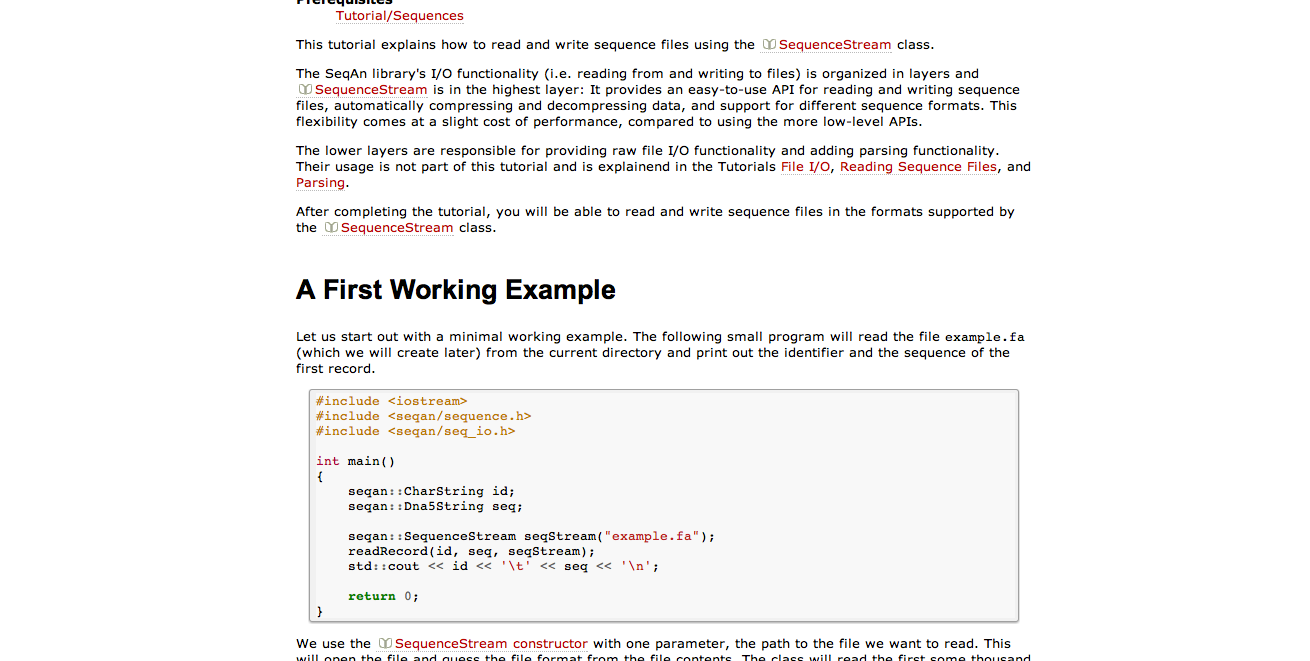 Prerequisites
Tutorial/Sequences
This tutorial explains how to read and write sequence files using the SequenceStream class.
The SeqAn library's I/O functionality (i.e. reading from and writing to files) is organized in layers and
SequenceStream is in the highest layer: It provides an easy-to-use API for reading and writing sequence
files, automatically compressing and decompressing data, and support for different sequence formats. This
flexibility comes at a slight cost of performance, compared to using the more low-level APIs.
The lower layers are responsible for providing raw file I/O functionality and adding parsing functionality.
Their usage is not part of this tutorial and is explainend in the Tutorials File I/O, Reading Sequence Files, and
Parsing.
After completing the tutorial, you will be able to read and write sequence files in the formats supported by
the SequenceStream class.
A First Working Example
Let us start out with a minimal working example. The following small program will read the file example.fa
(which we will create later) from the current directory and print out the identifier and the sequence of the
first record.
#include <iostream>
#include <seqan/sequence.h>
#include <seqan/seq_io.h>
int main()
{
    seqan::CharString id;
    seqan::Dna5String seq;
    seqan::SequenceStream seqStream("example.fa");
    readRecord(id, seq, seqStream);
    std::cout << id << '\t' << seq << '\n';
    return 0;
}
We use the SequenceStream constructor with one parameter, the path to the file we want to read. This
will open the file and guess the file format from the file contents. The class will read the first some thousand